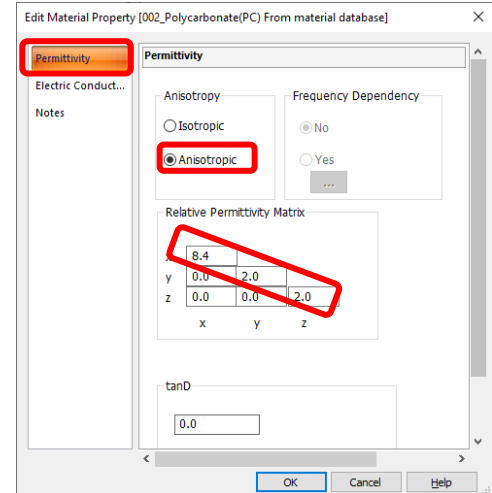 Edit Material Property [002_Polycarbonate(PC) From material database]
Permittivity
Electric Conduct...
Notes
Permittivity
Anisotropy
Isotropic
Anisotropic
Frequency Dependency
No
Yes
...
Relative Permittivity Matrix
x 8.4
y 0.0 2.0
z 0.0 0.0 2.0
x y z
tanD
0.0
OK Cancel Help